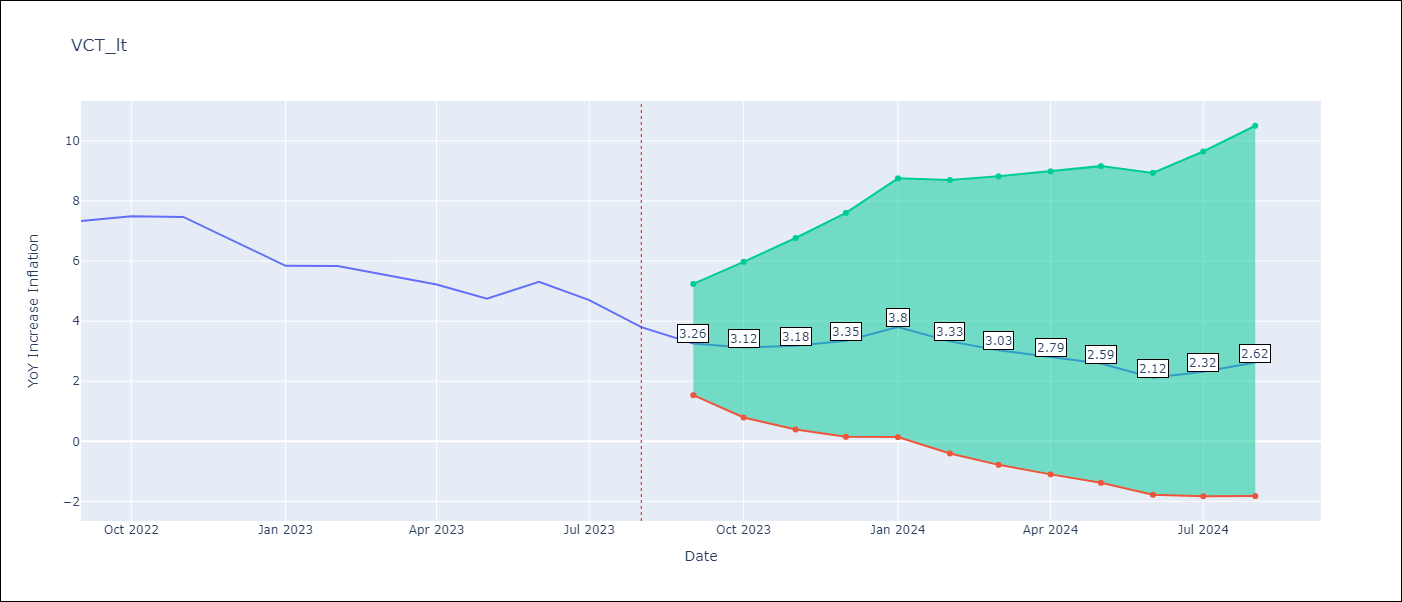 VCT_lt
YoY Increase Inflation
10
8
6
4
2
0
−2
3.26
3.12
3.18
3.35
3.8
3.33
3.03
2.79
2.59
2.12
2.32
2.62
Oct 2022
Jan 2023
Apr 2023
Jul 2023
Oct 2023
Jan 2024
Apr 2024
Jul 2024
Date